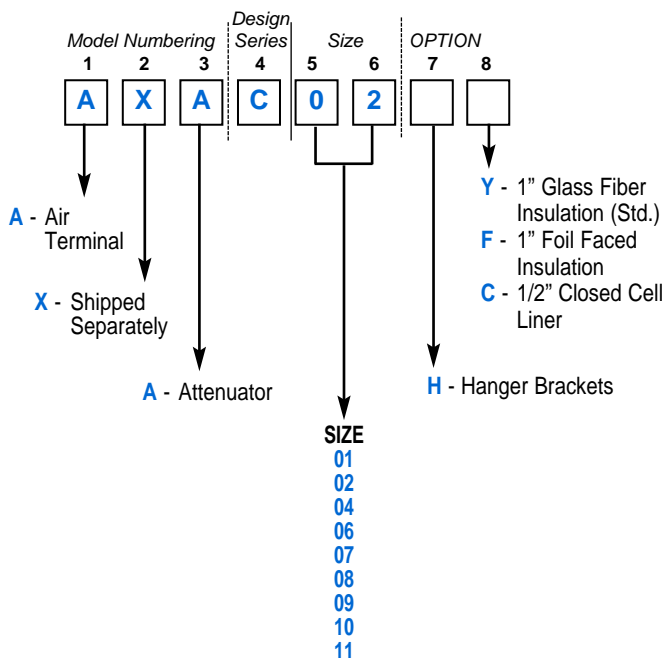 Design
Model Numbering Series Size OPTION
1 2 3 4 5 6 7 8
A X A C 0 2
Y - 1” Glass Fiber
Insulation (Std.)
A - Air
Terminal
F - 1” Foil Faced
Insulation
X - Shipped
Separately
C - 1/2” Closed Cell
Liner
A - Attenuator
H - Hanger Brackets
SIZE
01
02
04
06
07
08
09
10
11